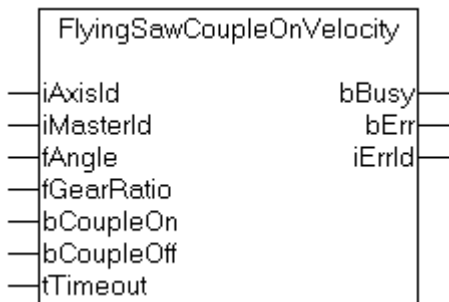 FlyingSawCoupleOnVelocity
iAxisId bBusy
iMasterId bErr
fAngle iErrId
fGearRatio
bCoupleOn
bCoupleOff
tTimeout